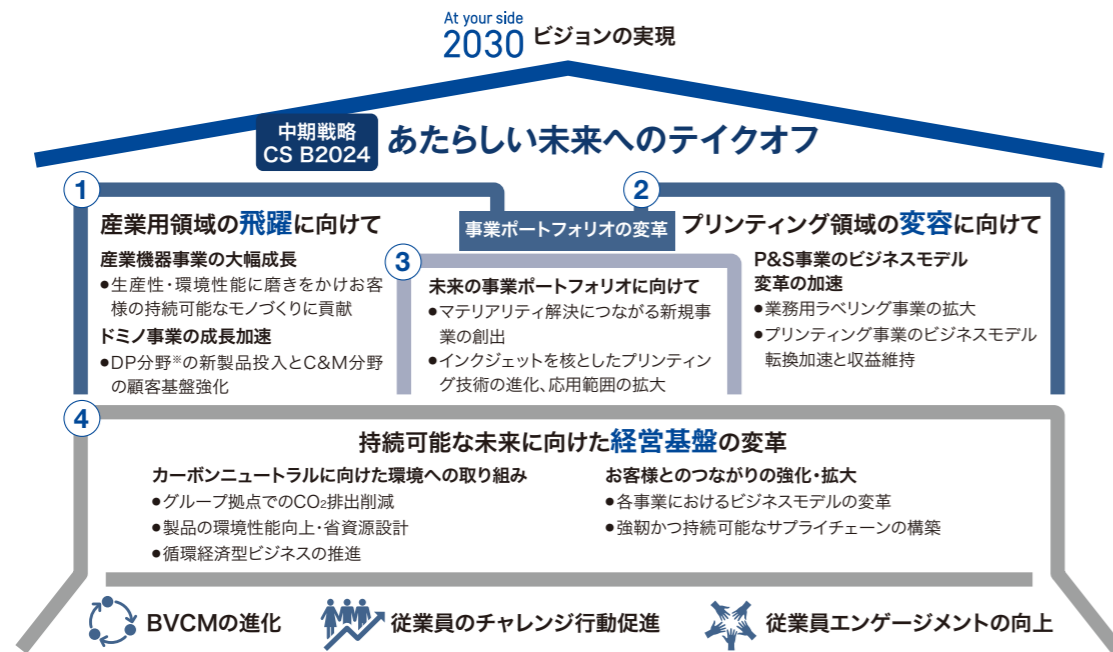 At your side
2030 ビジョンの実現
中期戦略
CS B2024
あたらしい未来へのテイクオフ
1
産業用領域の飛躍に向けて
産業機器事業の大幅成長
●生産性・環境性能に磨きをかけお客
様の持続可能なモノづくりに貢献
ドミノ事業の成長加速
●DP分野※の新製品投入とC&M分野
の顧客基盤強化
事業ポートフォリオの変革
2
プリンティング領域の変容に向けて
P&S事業のビジネスモデル
変革の加速
●業務用ラベリング事業の拡大
●プリンティング事業のビジネスモデル
転換加速と収益維持
3
未来の事業ポートフォリオに向けて
●マテリアリティ解決につながる新規事
業の創出
●インクジェットを核としたプリンティン
グ技術の進化、応用範囲の拡大
4
持続可能な未来に向けた経営基盤の変革
カーボンニュートラルに向けた環境への取り組み
●グループ拠点でのCO₂排出削減
●製品の環境性能向上・省資源設計
●循環経済型ビジネスの推進
お客様とのつながりの強化・拡大
●各事業におけるビジネスモデルの変革
●強靭かつ持続可能なサプライチェーンの構築
BVCMの進化
従業員のチャレンジ行動促進
従業員エンゲージメントの向上